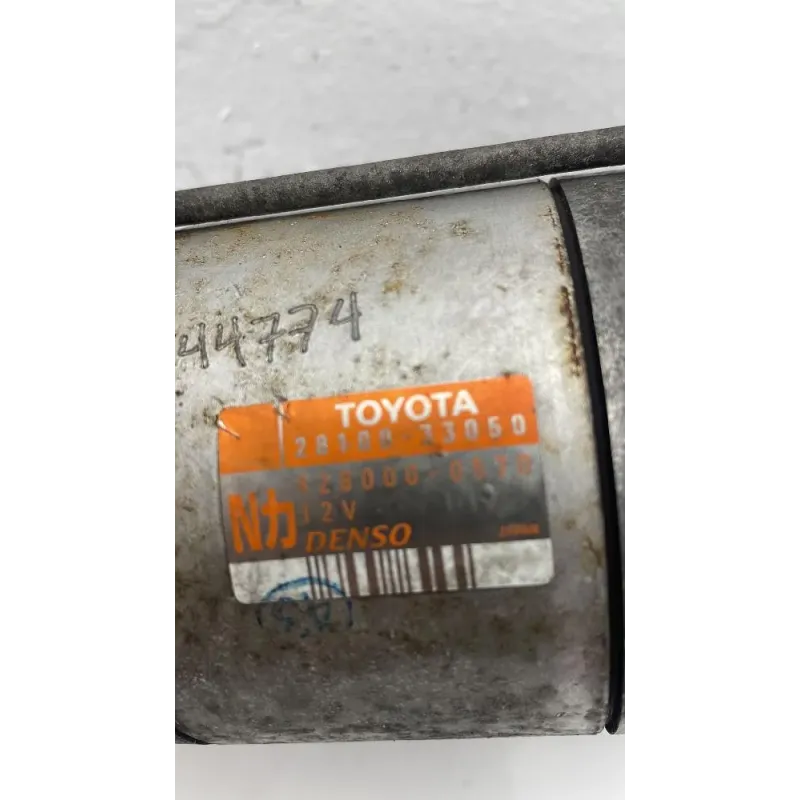 44774
TOYOTA
28100-33050
Nカ
12V
DENSO